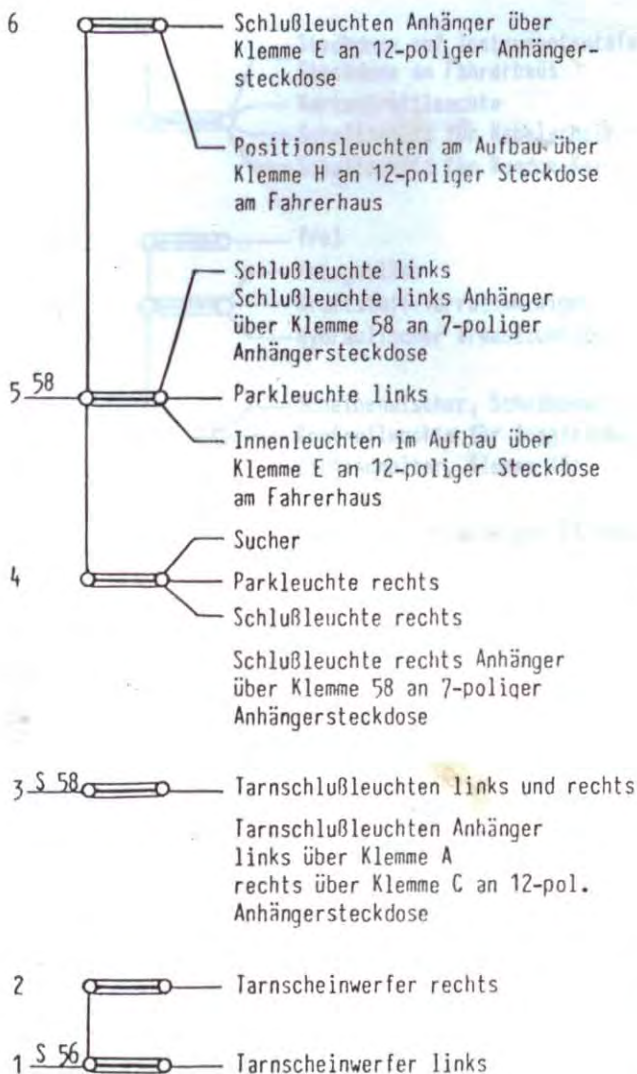 6
Schlußleuchten Anhänger über
Klemme E an 12-poliger Anhänger-
steckdose
Positionsleuchten am Aufbau über
Klemme H an 12-poliger Steckdose
am Fahrerhaus
Schlußleuchte links
Schlußleuchte links Anhänger
über Klemme 58 an 7-poliger
Anhängersteckdose
5 58 Parkleuchte links
Innenleuchten im Aufbau über
Klemme E an 12-poliger Steckdose
am Fahrerhaus
Sucher
4 Parkleuchte rechts
Schlußleuchte rechts
Schlußleuchte rechts Anhänger
über Klemme 58 an 7-poliger
Anhängersteckdose
3 S 58 Tarnschlußleuchten links und rechts
Tarnschlußleuchten Anhänger
links über Klemme A
rechts über Klemme C an 12-pol.
Anhängersteckdose
2 Tarnscheinwerfer rechts
1 S 56 Tarnscheinwerfer links